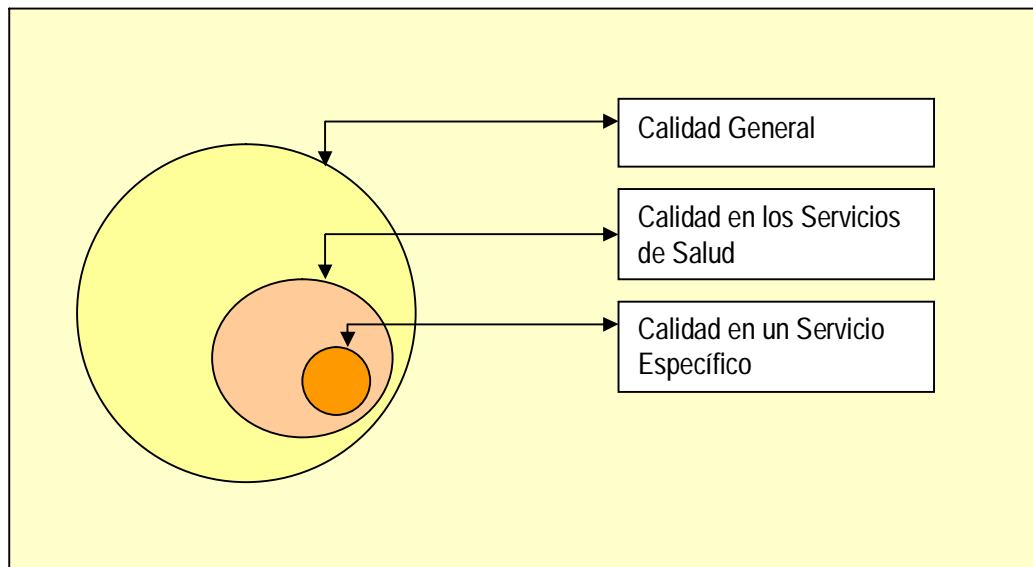 Calidad General
Calidad en los Servicios
de Salud
Calidad en un Servicio
Específico